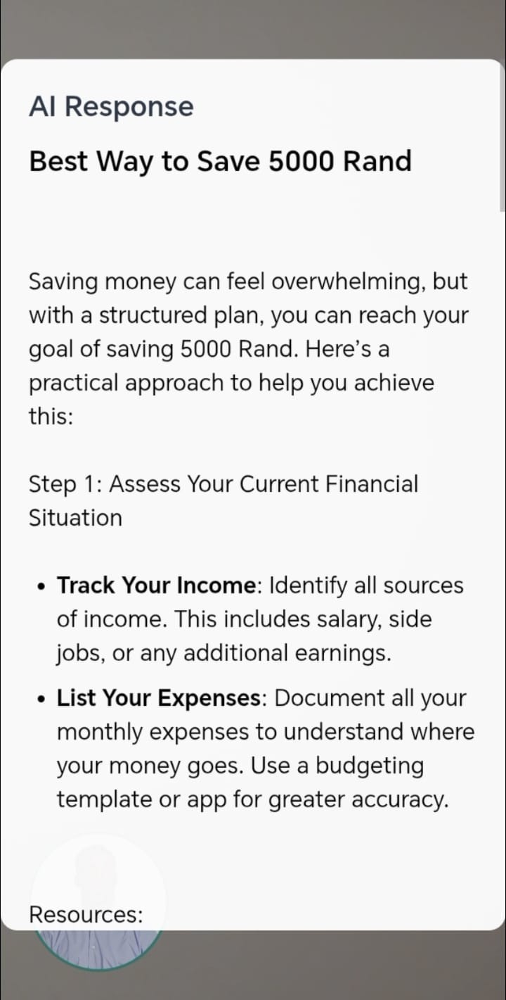 AI Response
Best Way to Save 5000 Rand
Saving money can feel overwhelming, but
with a structured plan, you can reach your
goal of saving 5000 Rand. Here’s a
practical approach to help you achieve
this:
Step 1: Assess Your Current Financial
Situation
• Track Your Income: Identify all sources
of income. This includes salary, side
jobs, or any additional earnings.
• List Your Expenses: Document all your
monthly expenses to understand where
your money goes. Use a budgeting
template or app for greater accuracy.
Resources: